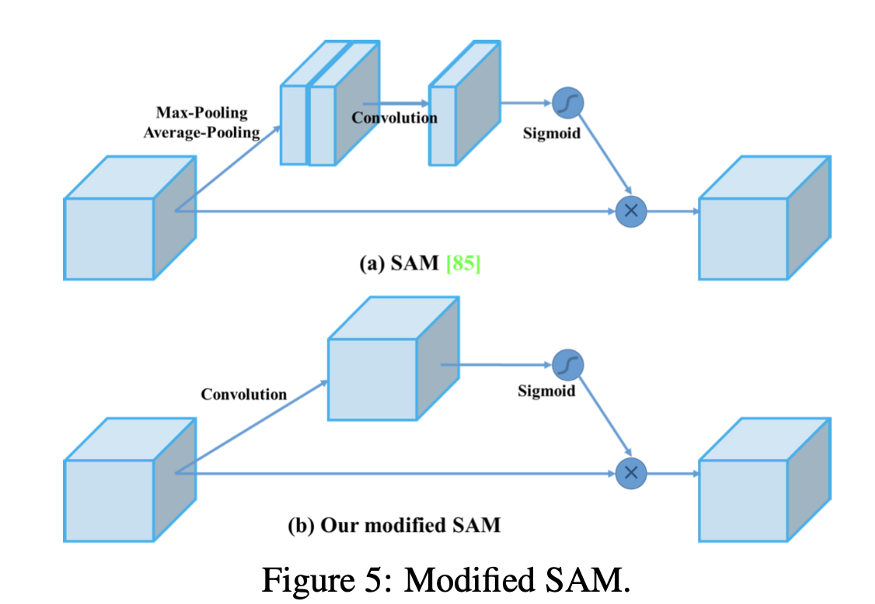 Max-Pooling
Average-Pooling
Convolution
Sigmoid
(a) SAM [85]
Convolution
Sigmoid
(b) Our modified SAM
Figure 5: Modified SAM.